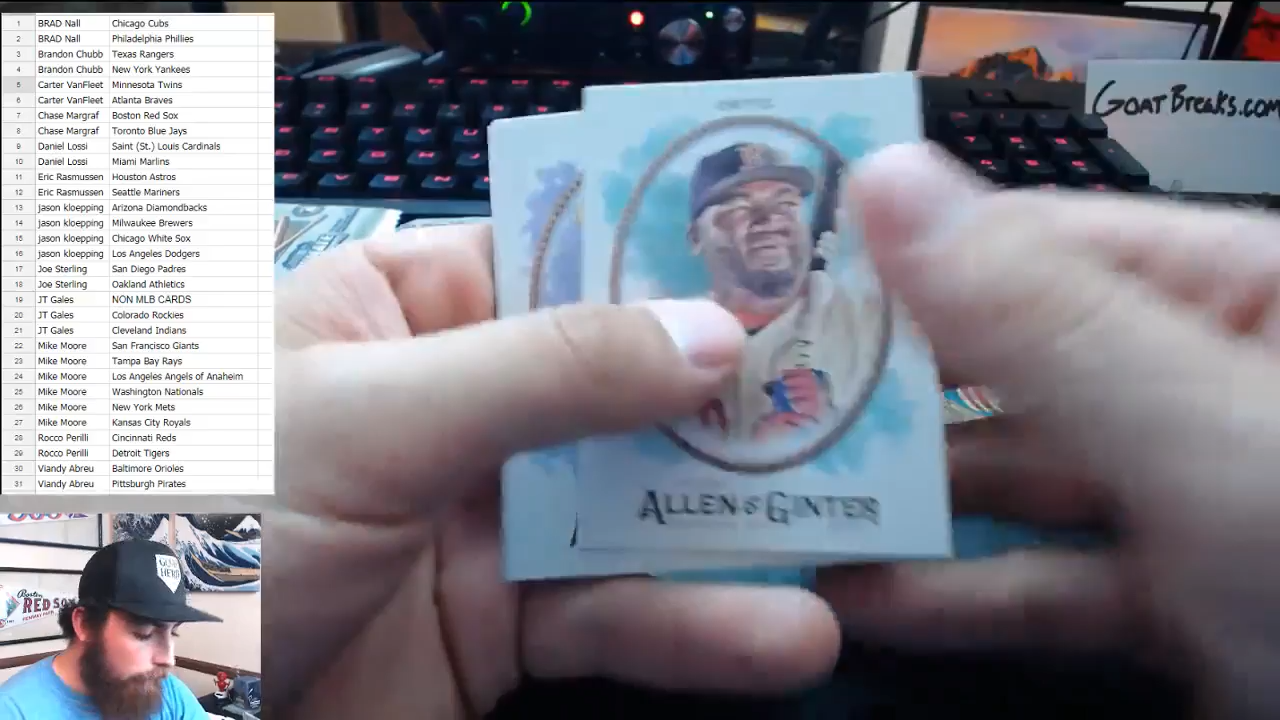 1 BRAD Nall Chicago Cubs
2 BRAD Nall Philadelphia Phillies
3 Brandon Chubb Texas Rangers
4 Brandon Chubb New York Yankees
5 Carter VanFleet Minnesota Twins
6 Carter VanFleet Atlanta Braves
7 Chase Margraf Boston Red Sox
8 Chase Margraf Toronto Blue Jays
9 Daniel Lossi Saint (St.) Louis Cardinals
10 Daniel Lossi Miami Marlins
11 Eric Rasmussen Houston Astros
12 Eric Rasmussen Seattle Mariners
13 jason kloepping Arizona Diamondbacks
14 jason kloepping Milwaukee Brewers
15 jason kloepping Chicago White Sox
16 jason kloepping Los Angeles Dodgers
17 Joe Sterling San Diego Padres
18 Joe Sterling Oakland Athletics
19 JT Gales NON MLB CARDS
20 JT Gales Colorado Rockies
21 JT Gales Cleveland Indians
22 Mike Moore San Francisco Giants
23 Mike Moore Tampa Bay Rays
24 Mike Moore Los Angeles Angels of Anaheim
25 Mike Moore Washington Nationals
26 Mike Moore New York Mets
27 Mike Moore Kansas City Royals
28 Rocco Perilli Cincinnati Reds
29 Rocco Perilli Detroit Tigers
30 Viandy Abreu Baltimore Orioles
31 Viandy Abreu Pittsburgh Pirates
GOATBREAKS.COM
ALLEN & GINTER
GOAT
HERD
Boston
RED SOX